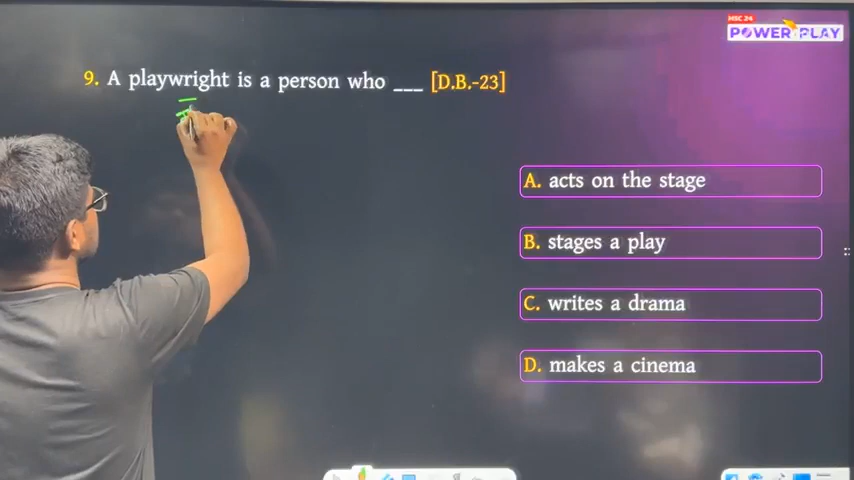 HSC 24
POWER PLAY
9. A playwright is a person who ___ [D.B.-23]
A. acts on the stage
B. stages a play
C. writes a drama
D. makes a cinema